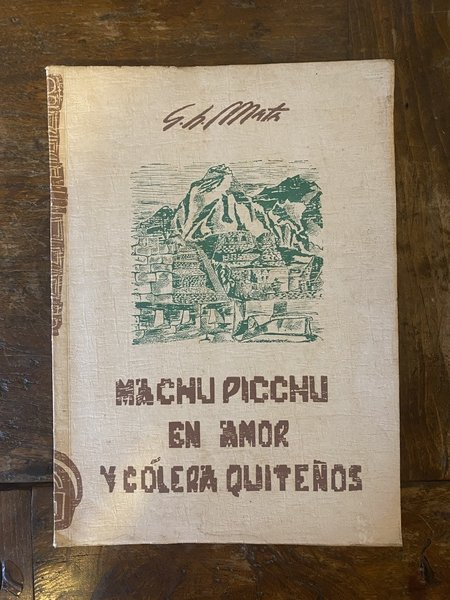 G. h. Mata
MACHU PICCHU
EN AMOR
Y CÓLERA QUITEÑOS